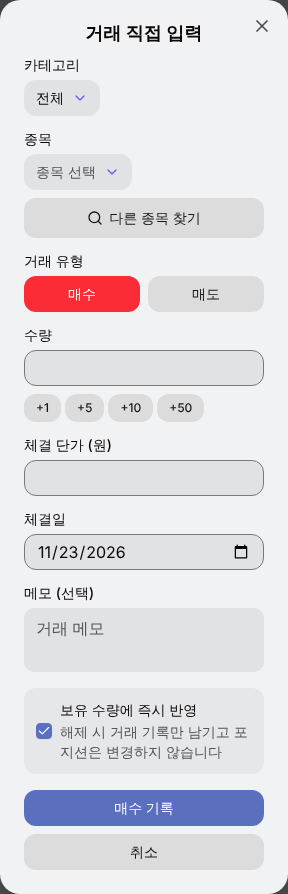 거래 직접 입력
카테고리
전체
종목
종목 선택
다른 종목 찾기
거래 유형
매수 매도
수량
+1 +5 +10 +50
체결 단가 (원)
체결일
11/23/2026
메모 (선택)
거래 메모
보유 수량에 즉시 반영
해제 시 거래 기록만 남기고 포
지션은 변경하지 않습니다
매수 기록
취소